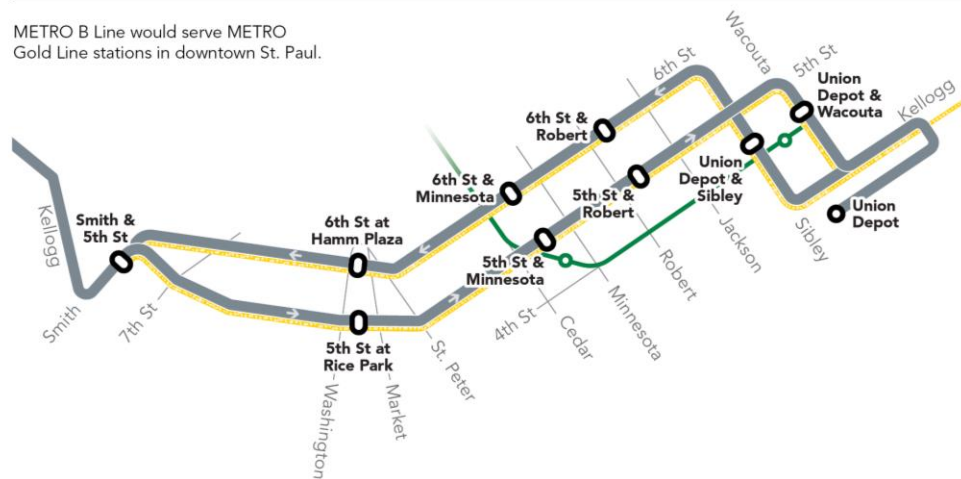 METRO B Line would serve METRO
Gold Line stations in downtown St. Paul.
Wacouta
5th St
6th St
Kellogg
Union
Depot &
Wacouta
6th St &
Robert
6th St &
Minnesota
5th St &
Robert
Union
Depot &
Sibley
Union
Depot
Kellogg
Smith &
5th St
6th St at
Hamm Plaza
5th St &
Minnesota
Jackson
Sibley
Robert
Smith
7th St
4th St
Minnesota
Cedar
5th St at
Rice Park
St. Peter
Market
Washington